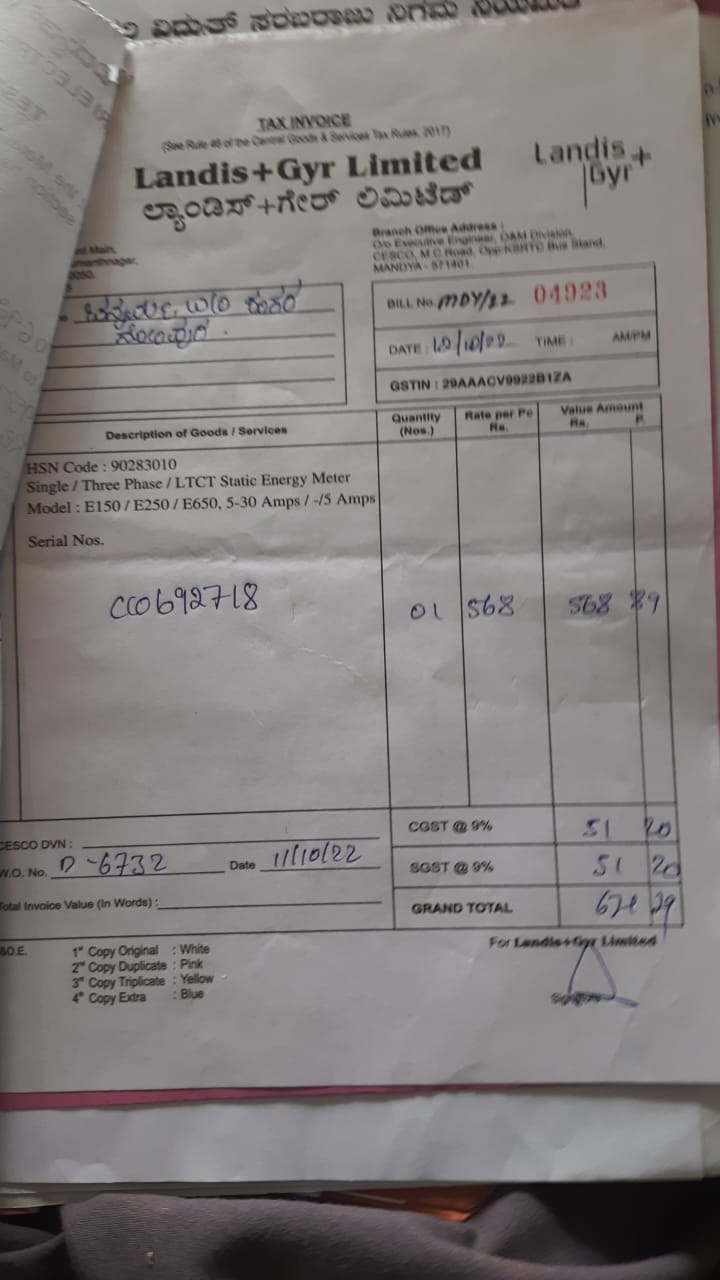 ವಿದ್ಯುತ್ ಸರಬರಾಜು ನಿಗಮ ನಿಯಮಿತ
TAX INVOICE
(See Rule 46 of the Central Goods & Services Tax Rules, 2017)
Landis+Gyr Limited
ಲ್ಯಾಂಡಿಸ್+ಗೇರ್ ಲಿಮಿಟೆಡ್
Landis+
Gyr
Main,
Branch Office Address :
O/o Executive Engineer, O&M Division,
CESCO, M.C.Road, Opp:KSRTC Bus Stand,
MANDYA - 571401.
BILL No. MDY/22 04923
DATE : 12/10/22 TIME : AM/PM
GSTIN : 29AAACV9922B1ZA
Description of Goods / Services
Quantity (Nos.)
Rate per Pc Rs.
Value Amount Rs. P.
HSN Code : 90283010
Single / Three Phase / LTCT Static Energy Meter
Model : E150 / E250 / E650, 5-30 Amps / -/5 Amps
Serial Nos.
CC0692718 01 568 568 89
CGST @ 9% 51 20
CESCO DVN :
W.O. No. D-6732 Date 11/10/22
SGST @ 9% 51 20
Total Invoice Value (In Words) :
GRAND TOTAL 671 29
&O.E.
1st Copy Original : White
2nd Copy Duplicate : Pink
3rd Copy Triplicate : Yellow
4th Copy Extra : Blue
For Landis+Gyr Limited
Signature